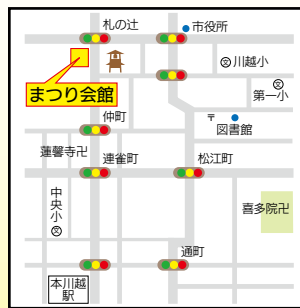 札の辻
市役所
川越小
第一小
まつり会館
仲町
〒
図書館
蓮馨寺卍
連雀町
松江町
中央小
喜多院卍
通町
本川越駅